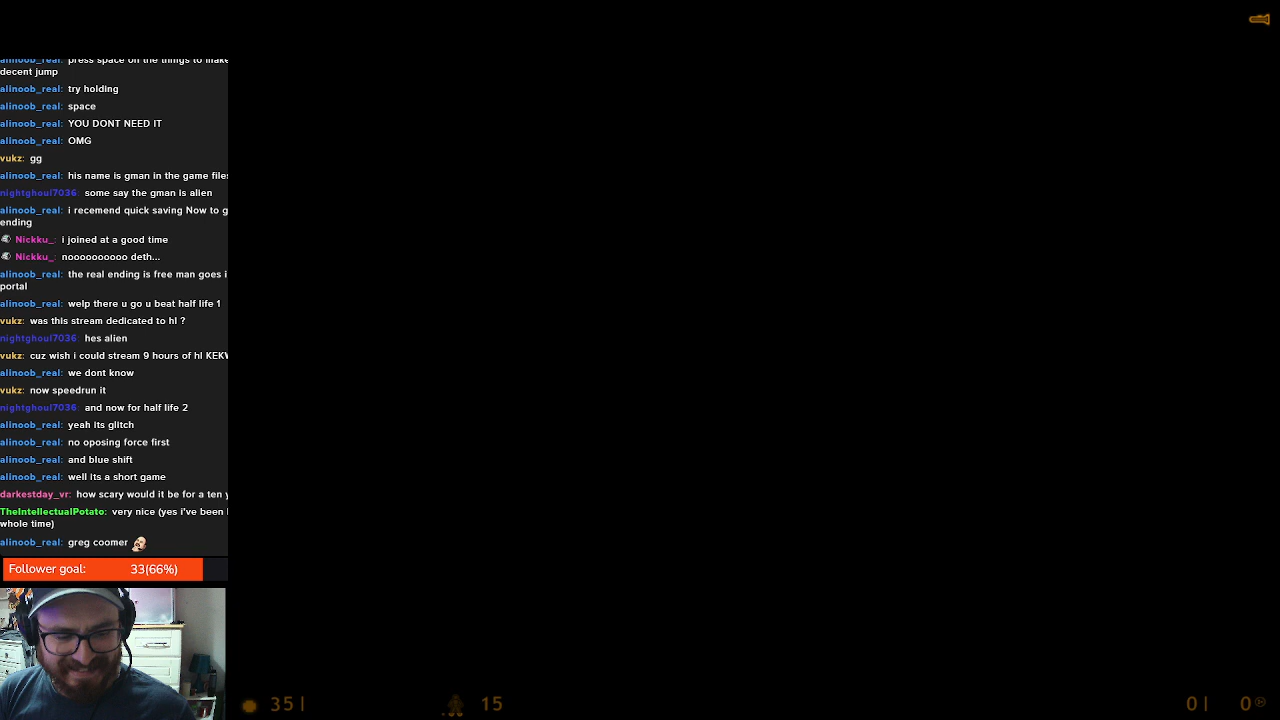 alinoob_real: press space on the things to make
decent jump
alinoob_real: try holding
alinoob_real: space
alinoob_real: YOU DONT NEED IT
alinoob_real: OMG
vukz: gg
alinoob_real: his name is gman in the game files
nightghoul7036: some say the gman is alien
alinoob_real: i recemend quick saving Now to g
ending
Nickku_: i joined at a good time
Nickku_: noooooooooo deth...
alinoob_real: the real ending is free man goes i
portal
alinoob_real: welp there u go u beat half life 1
vukz: was this stream dedicated to hl ?
nightghoul7036: hes alien
vukz: cuz wish i could stream 9 hours of hl KEKW
alinoob_real: we dont know
vukz: now speedrun it
nightghoul7036: and now for half life 2
alinoob_real: yeah its glitch
alinoob_real: no oposing force first
alinoob_real: and blue shift
alinoob_real: well its a short game
darkestday_vr: how scary would it be for a ten y
TheIntellectualPotato: very nice (yes i've been
whole time)
alinoob_real: greg coomer
Follower goal: 33(66%)
35| 15 0| 0